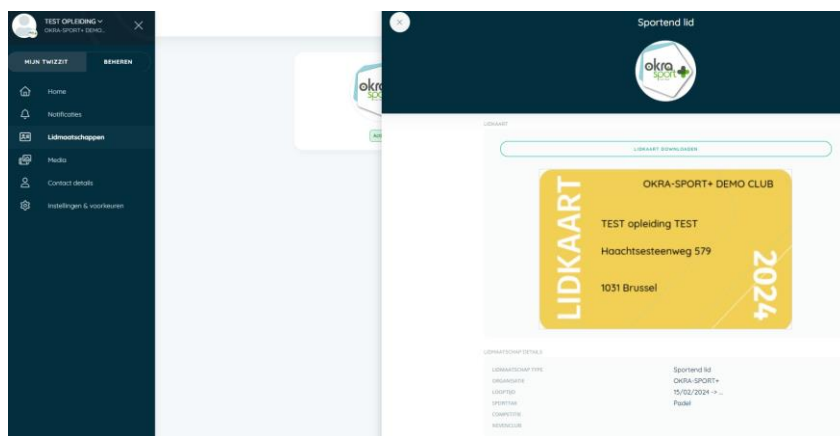 TEST OPLEIDING
OKRA-SPORT+ DEMO...
MIJN TWIZZIT
BEHEREN
Home
Notificaties
Lidmaatschappen
Media
Contact details
Instellingen & voorkeuren
okra
Sportend lid
okra
sport
LIDKAART
LIDKAART DOWNLOADEN
LIDKAART
OKRA-SPORT+ DEMO CLUB
TEST opleiding TEST
Haachtsesteenweg 579
1031 Brussel
2024
LIDMAATSCHAP DETAILS
LIDMAATSCHAP TYPE Sportend lid
ORGANISATIE OKRA-SPORT+
LOOPTIJD 15/02/2024 -> ...
SPORTTAK Padel
COMPETITIE